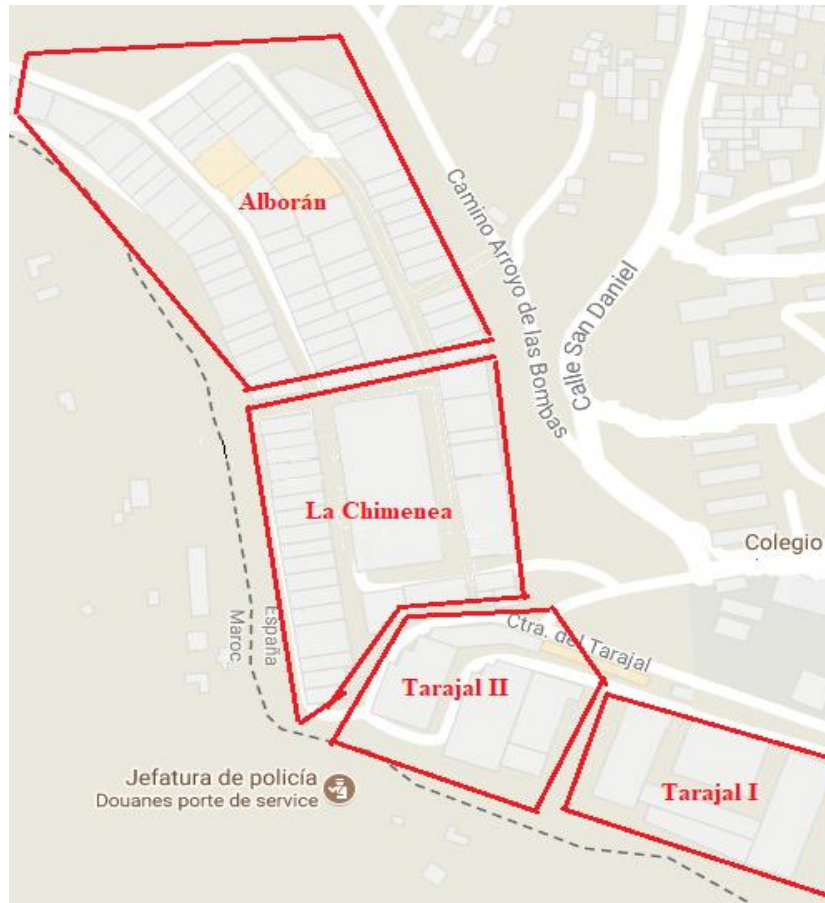 Alborán
Camino Arroyo de las Bombas
Calle San Daniel
La Chimenea
Colegio
España
Maroc
Ctra. del Tarajal
Tarajal II
Jefatura de policía
Douanes porte de service
Tarajal I